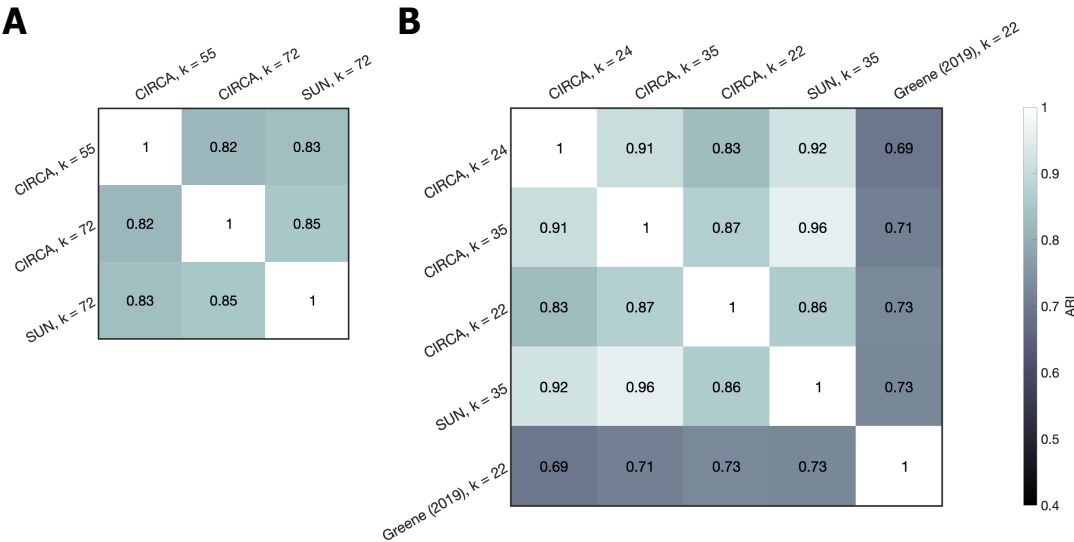 A
CIRCA, k = 55
CIRCA, k = 72
SUN, k = 72
CIRCA, k = 55
1
0.82
0.83
CIRCA, k = 72
0.82
1
0.85
SUN, k = 72
0.83
0.85
1
B
CIRCA, k = 24
CIRCA, k = 35
CIRCA, k = 22
SUN, k = 35
Greene (2019), k = 22
CIRCA, k = 24
1
0.91
0.83
0.92
0.69
CIRCA, k = 35
0.91
1
0.87
0.96
0.71
CIRCA, k = 22
0.83
0.87
1
0.86
0.73
SUN, k = 35
0.92
0.96
0.86
1
0.73
Greene (2019), k = 22
0.69
0.71
0.73
0.73
1
1
0.9
0.8
0.7
0.6
0.5
0.4
ARI